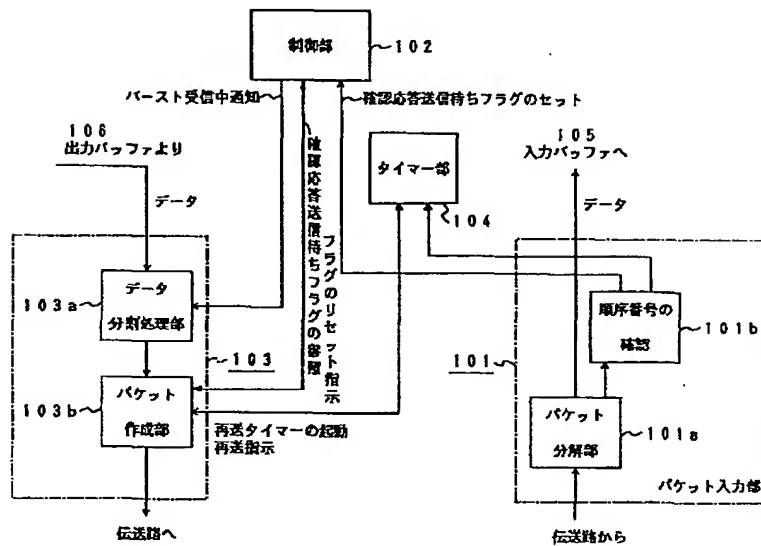 制御部
102
バースト受信中通知
確認応答送信待ちフラグのセット
106
出力バッファより
データ
確認応答送信待ちフラグの参照
フラグのリセット指示
タイマー部
104
105
入力バッファへ
データ
103a
データ
分割処理部
103
103b
パケット
作成部
再送タイマーの起動
再送指示
伝送路へ
順序番号の
確認
101b
101
パケット
分解部
101a
パケット入力部
伝送路から